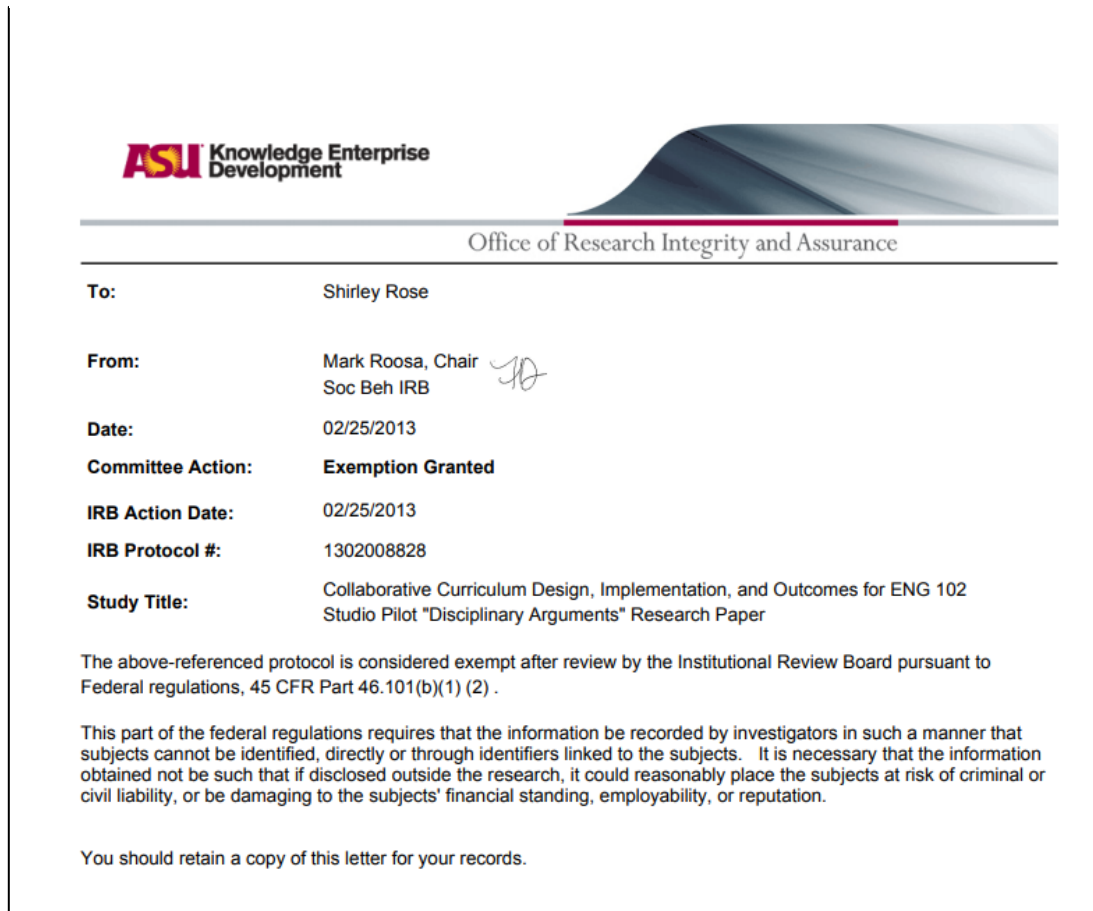 ASU Knowledge Enterprise
Development
Office of Research Integrity and Assurance
To: Shirley Rose
From: Mark Roosa, Chair
Soc Beh IRB
Date: 02/25/2013
Committee Action: Exemption Granted
IRB Action Date: 02/25/2013
IRB Protocol #: 1302008828
Study Title: Collaborative Curriculum Design, Implementation, and Outcomes for ENG 102
Studio Pilot "Disciplinary Arguments" Research Paper
The above-referenced protocol is considered exempt after review by the Institutional Review Board pursuant to
Federal regulations, 45 CFR Part 46.101(b)(1) (2) .
This part of the federal regulations requires that the information be recorded by investigators in such a manner that
subjects cannot be identified, directly or through identifiers linked to the subjects.   It is necessary that the information
obtained not be such that if disclosed outside the research, it could reasonably place the subjects at risk of criminal or
civil liability, or be damaging to the subjects' financial standing, employability, or reputation.
You should retain a copy of this letter for your records.